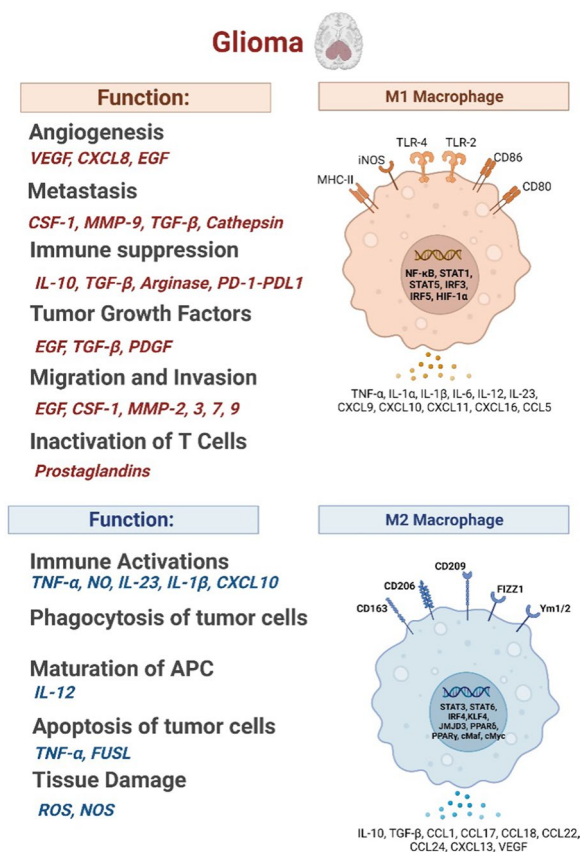 Glioma
Function:
Angiogenesis
VEGF, CXCL8, EGF
Metastasis
CSF-1, MMP-9, TGF-β, Cathepsin
Immune suppression
IL-10, TGF-β, Arginase, PD-1-PDL1
Tumor Growth Factors
EGF, TGF-β, PDGF
Migration and Invasion
EGF, CSF-1, MMP-2, 3, 7, 9
Inactivation of T Cells
Prostaglandins
M1 Macrophage
TLR-4
TLR-2
iNOS
CD86
MHC-II
CD80
NF-κB, STAT1,
STAT5, IRF3,
IRF5, HIF-1α
TNF-α, IL-1α, IL-1β, IL-6, IL-12, IL-23,
CXCL9, CXCL10, CXCL11, CXCL16, CCL5
Function:
Immune Activations
TNF-α, NO, IL-23, IL-1β, CXCL10
Phagocytosis of tumor cells
Maturation of APC
IL-12
Apoptosis of tumor cells
TNF-α, FUSL
Tissue Damage
ROS, NOS
M2 Macrophage
CD209
CD206
FIZZ1
CD163
Ym1/2
STAT3, STAT6,
IRF4,KLF4,
JMJD3, PPARδ,
PPARγ, cMaf, cMyc
IL-10, TGF-β, CCL1, CCL17, CCL18, CCL22,
CCL24, CXCL13, VEGF